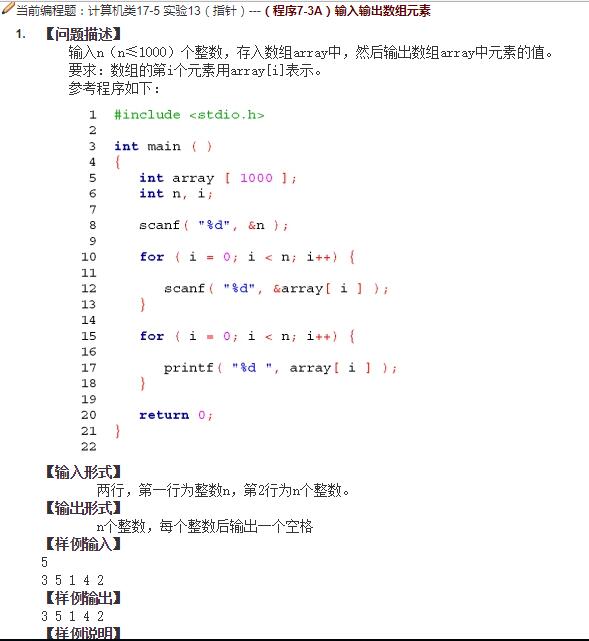 当前编程题：计算机类17-5 实验13（指针）---（程序7-3A）输入输出数组元素
1. 【问题描述】
输入n（n≤1000）个整数，存入数组array中，然后输出数组array中元素的值。
要求：数组的第i个元素用array[i]表示。
参考程序如下：
1 #include <stdio.h>
2
3 int main ( )
4 {
5 int array [ 1000 ];
6 int n, i;
7
8 scanf( "%d", &n );
9
10 for ( i = 0; i < n; i++) {
11
12 scanf( "%d", &array[ i ] );
13 }
14
15 for ( i = 0; i < n; i++) {
16
17 printf( "%d ", array[ i ] );
18 }
19
20 return 0;
21 }
22
【输入形式】
两行，第一行为整数n，第2行为n个整数。
【输出形式】
n个整数，每个整数后输出一个空格
【样例输入】
5
3 5 1 4 2
【样例输出】
3 5 1 4 2
【样例说明】